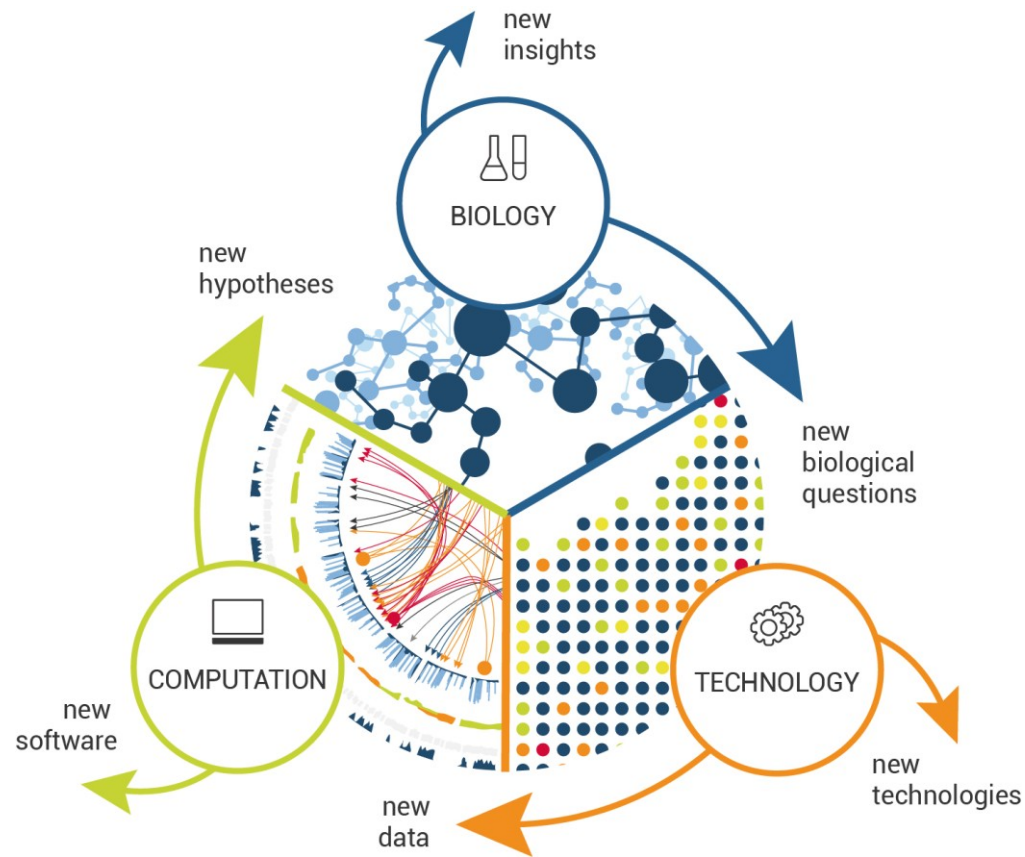 new
insights
BIOLOGY
new
hypotheses
new
biological
questions
COMPUTATION
TECHNOLOGY
new
software
new
technologies
new
data